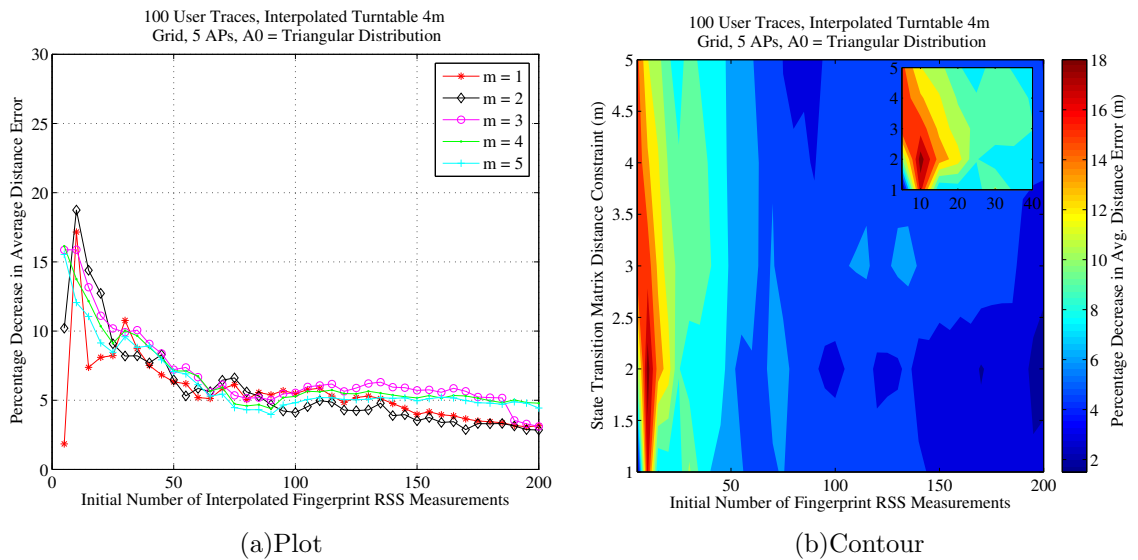 100 User Traces, Interpolated Turntable 4m
Grid, 5 APs, A0 = Triangular Distribution
30
25
20
15
10
5
0
Percentage Decrease in Average Distance Error
m = 1
m = 2
m = 3
m = 4
m = 5
0 50 100 150 200
Initial Number of Interpolated Fingerprint RSS Measurements
(a)Plot
100 User Traces, Interpolated Turntable 4m
Grid, 5 APs, A0 = Triangular Distribution
5
4.5
4
3.5
3
2.5
2
1.5
1
State Transition Matrix Distance Constraint (m)
5
4
3
2
1
10 20 30 40
50 100 150 200
Initial Number of Fingerprint RSS Measurements
18
16
14
12
10
8
6
4
2
Percentage Decrease in Avg. Distance Error (m)
(b)Contour